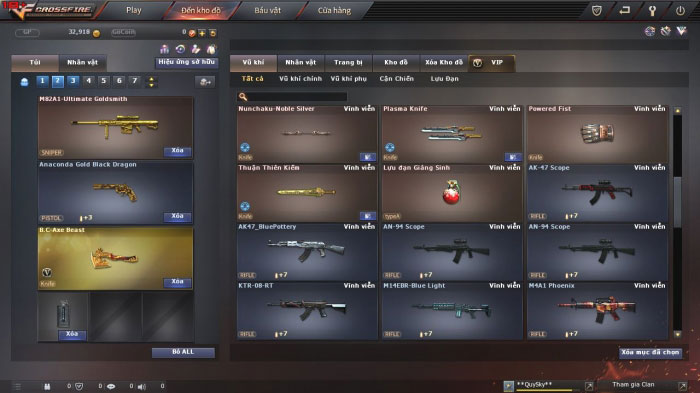 CROSSFIRE
Play
Đến kho đồ
Báu vật
Cửa hàng
GP
32,918
GoCoin
0
Túi
Nhân vật
Hiệu ứng sở hữu
1 2 3 4 5 6 7
M82A1-Ultimate Goldsmith
SNIPER
Xóa
Anaconda Gold Black Dragon
PISTOL
+3
Xóa
B.C-Axe Beast
Knife
Xóa
Xóa
Bỏ ALL
Vũ khí
Nhân vật
Trang bị
Kho đồ
Xóa Kho đồ
VIP
Tất cả
Vũ khí chính
Vũ khí phụ
Cận Chiến
Lựu Đạn
Nunchaku-Noble Silver Vĩnh viễn
Plasma Knife Vĩnh viễn
Powered Fist Vĩnh viễn
Knife
Knife
Knife
Thuận Thiên Kiếm Vĩnh viễn
Lựu đạn Giáng Sinh Vĩnh viễn
AK-47 Scope Vĩnh viễn
Knife
typeA
RIFLE +7
AK47_BluePottery Vĩnh viễn
AN-94 Scope Vĩnh viễn
AN-94 Scope Vĩnh viễn
RIFLE +7
RIFLE +7
RIFLE +7
KTR-08-RT Vĩnh viễn
M14EBR-Blue Light Vĩnh viễn
M4A1 Phoenix Vĩnh viễn
RIFLE +7
RIFLE +7
RIFLE +7
Xóa mục đã chọn
0
0
0
0
**QuySky**
Tham gia Clan